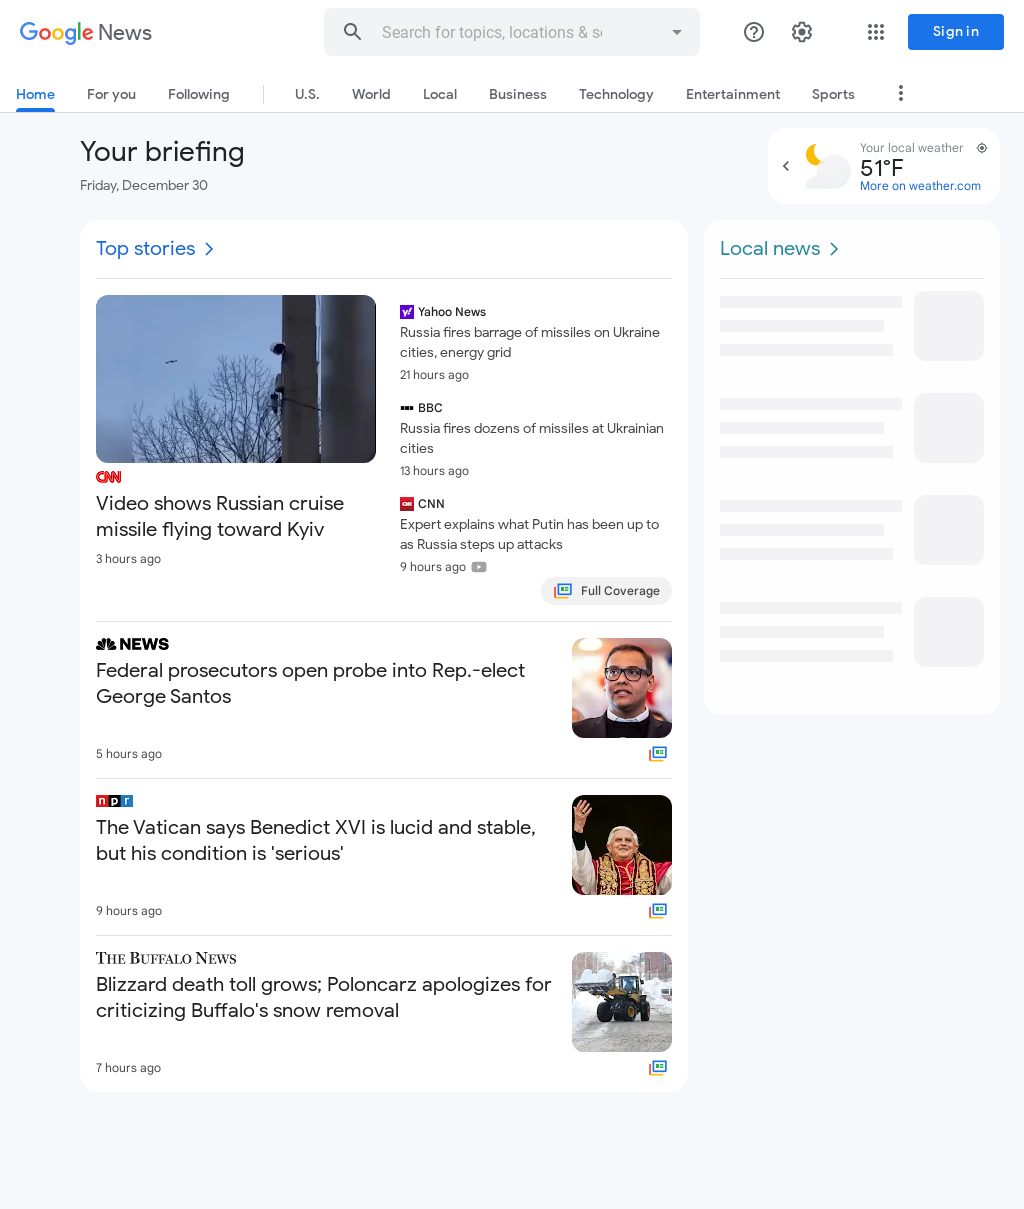 Google News
Search for topics, locations & so
Sign in
Home
For you
Following
U.S.
World
Local
Business
Technology
Entertainment
Sports
Your briefing
Friday, December 30
Your local weather
51°F
More on weather.com
Top stories
CNN
Video shows Russian cruise
missile flying toward Kyiv
3 hours ago
Yahoo News
Russia fires barrage of missiles on Ukraine
cities, energy grid
21 hours ago
BBC
Russia fires dozens of missiles at Ukrainian
cities
13 hours ago
CNN
Expert explains what Putin has been up to
as Russia steps up attacks
9 hours ago
Full Coverage
NEWS
Federal prosecutors open probe into Rep.-elect
George Santos
5 hours ago
npr
The Vatican says Benedict XVI is lucid and stable,
but his condition is 'serious'
9 hours ago
THE BUFFALO NEWS
Blizzard death toll grows; Poloncarz apologizes for
criticizing Buffalo's snow removal
7 hours ago
Local news